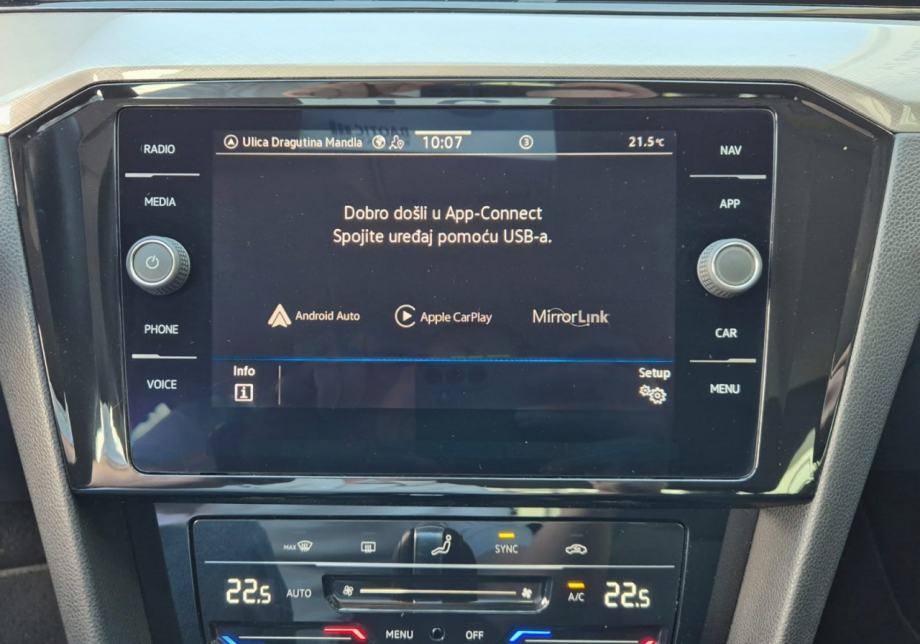 Ulica Dragutina Mandla 10:07 3 21.5°C
RADIO
MEDIA
PHONE
VOICE
NAV
APP
CAR
MENU
Dobro došli u App-Connect
Spojite uređaj pomoću USB-a.
Android Auto Apple CarPlay MirrorLink
Info Setup
i
MAX SYNC
22.5 AUTO A/C 22.5
MENU OFF